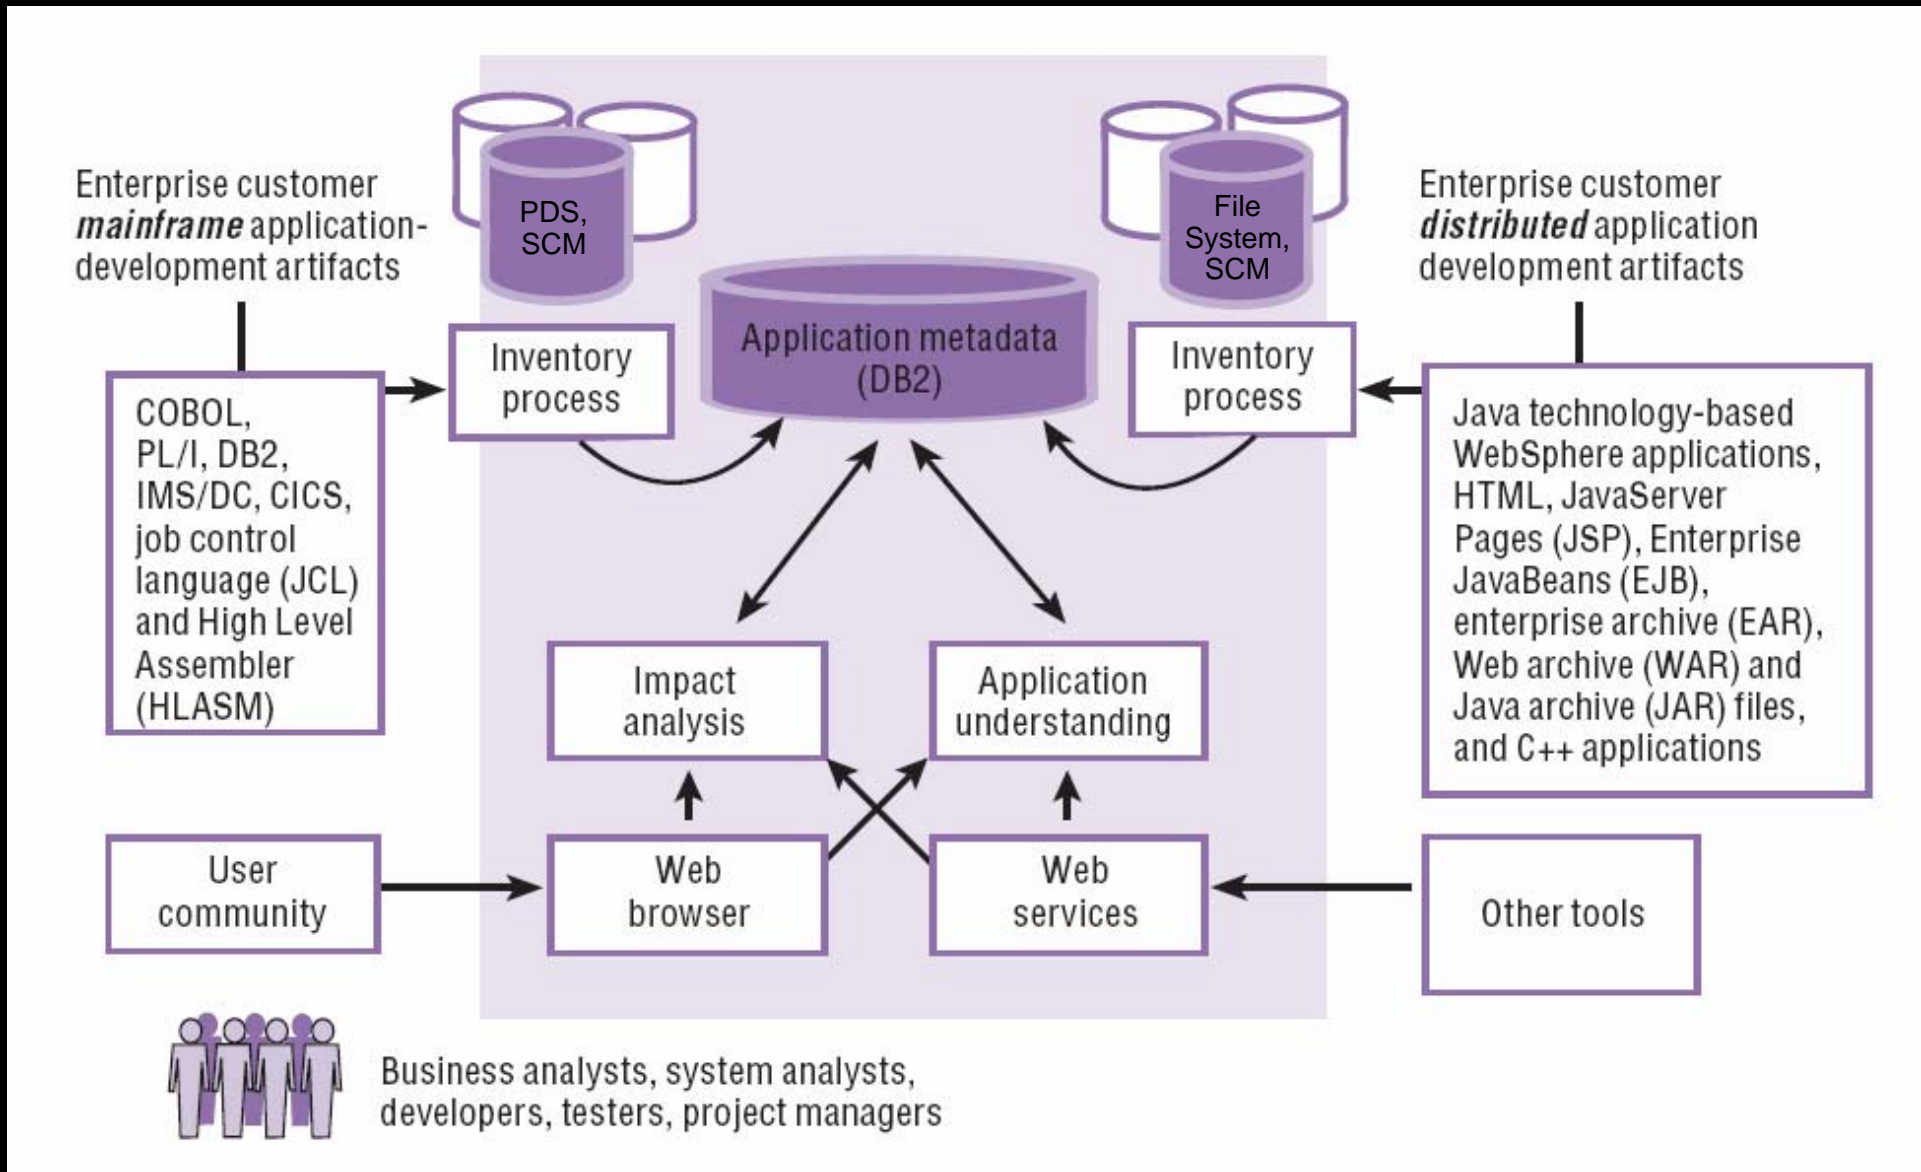 Enterprise customer
mainframe application-
development artifacts
PDS,
SCM
File
System,
SCM
Enterprise customer
distributed application
development artifacts
Application metadata
(DB2)
Inventory
process
Inventory
process
COBOL,
PL/I, DB2,
IMS/DC, CICS,
job control
language (JCL)
and High Level
Assembler
(HLASM)
Java technology-based
WebSphere applications,
HTML, JavaServer
Pages (JSP), Enterprise
JavaBeans (EJB),
enterprise archive (EAR),
Web archive (WAR) and
Java archive (JAR) files,
and C++ applications
Impact
analysis
Application
understanding
User
community
Web
browser
Web
services
Other tools
Business analysts, system analysts,
developers, testers, project managers